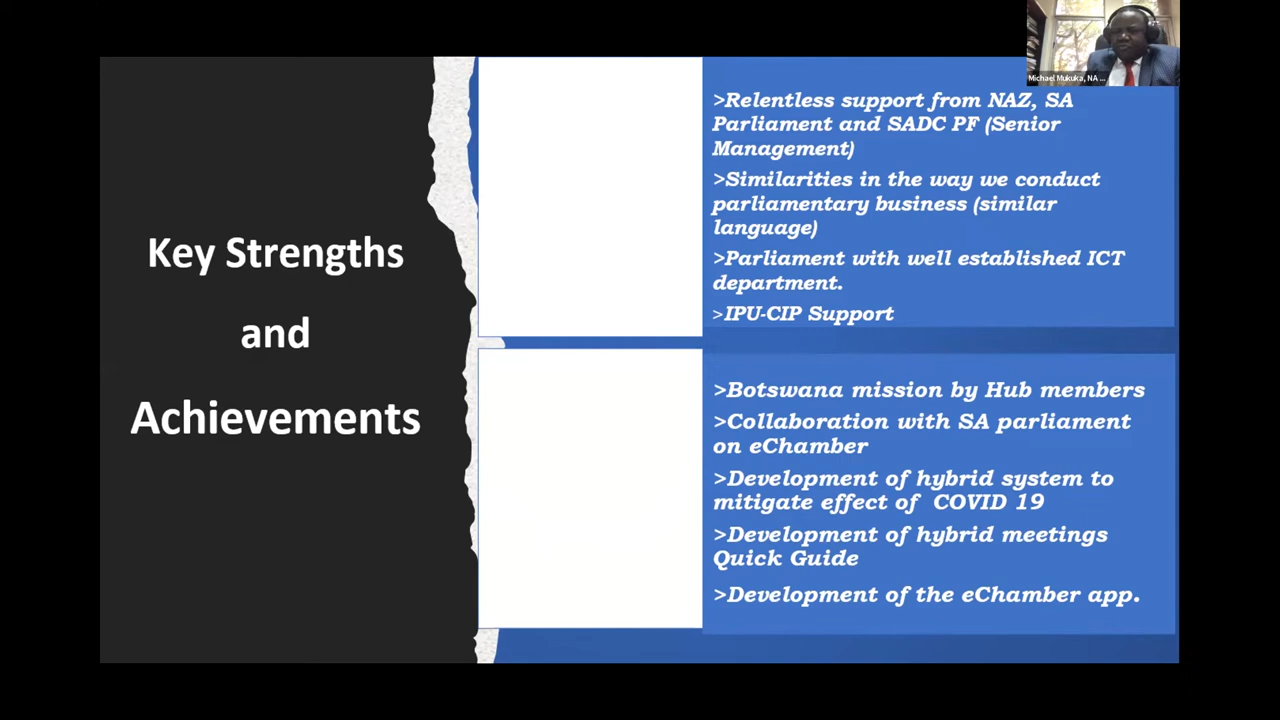 Michael Mukuka, NA ...
Key Strengths
and
Achievements
>Relentless support from NAZ, SA
Parliament and SADC PF (Senior
Management)
>Similarities in the way we conduct
parliamentary business (similar
language)
>Parliament with well established ICT
department.
>IPU-CIP Support
>Botswana mission by Hub members
>Collaboration with SA parliament
on eChamber
>Development of hybrid system to
mitigate effect of  COVID 19
>Development of hybrid meetings
Quick Guide
>Development of the eChamber app.